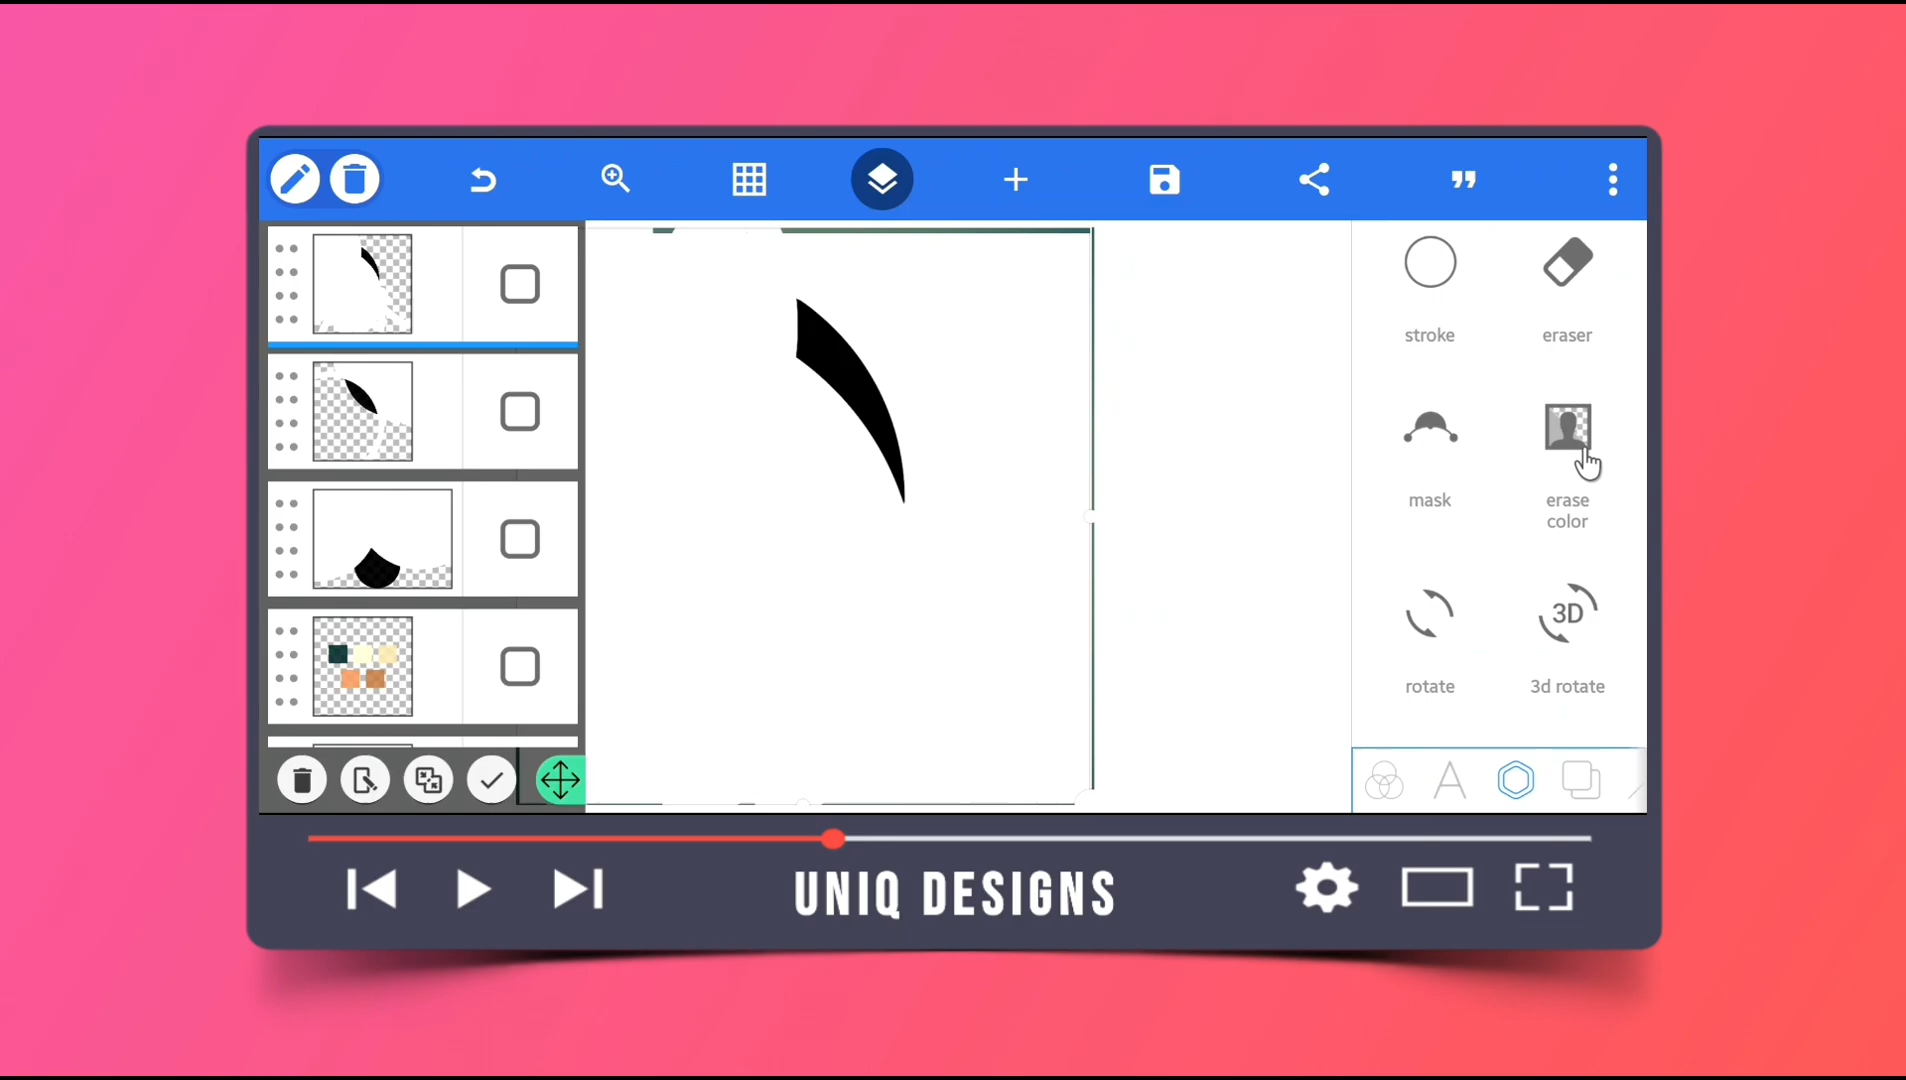 stroke
eraser
mask
erase
color
3D
rotate
3d rotate
UNIQ DESIGNS